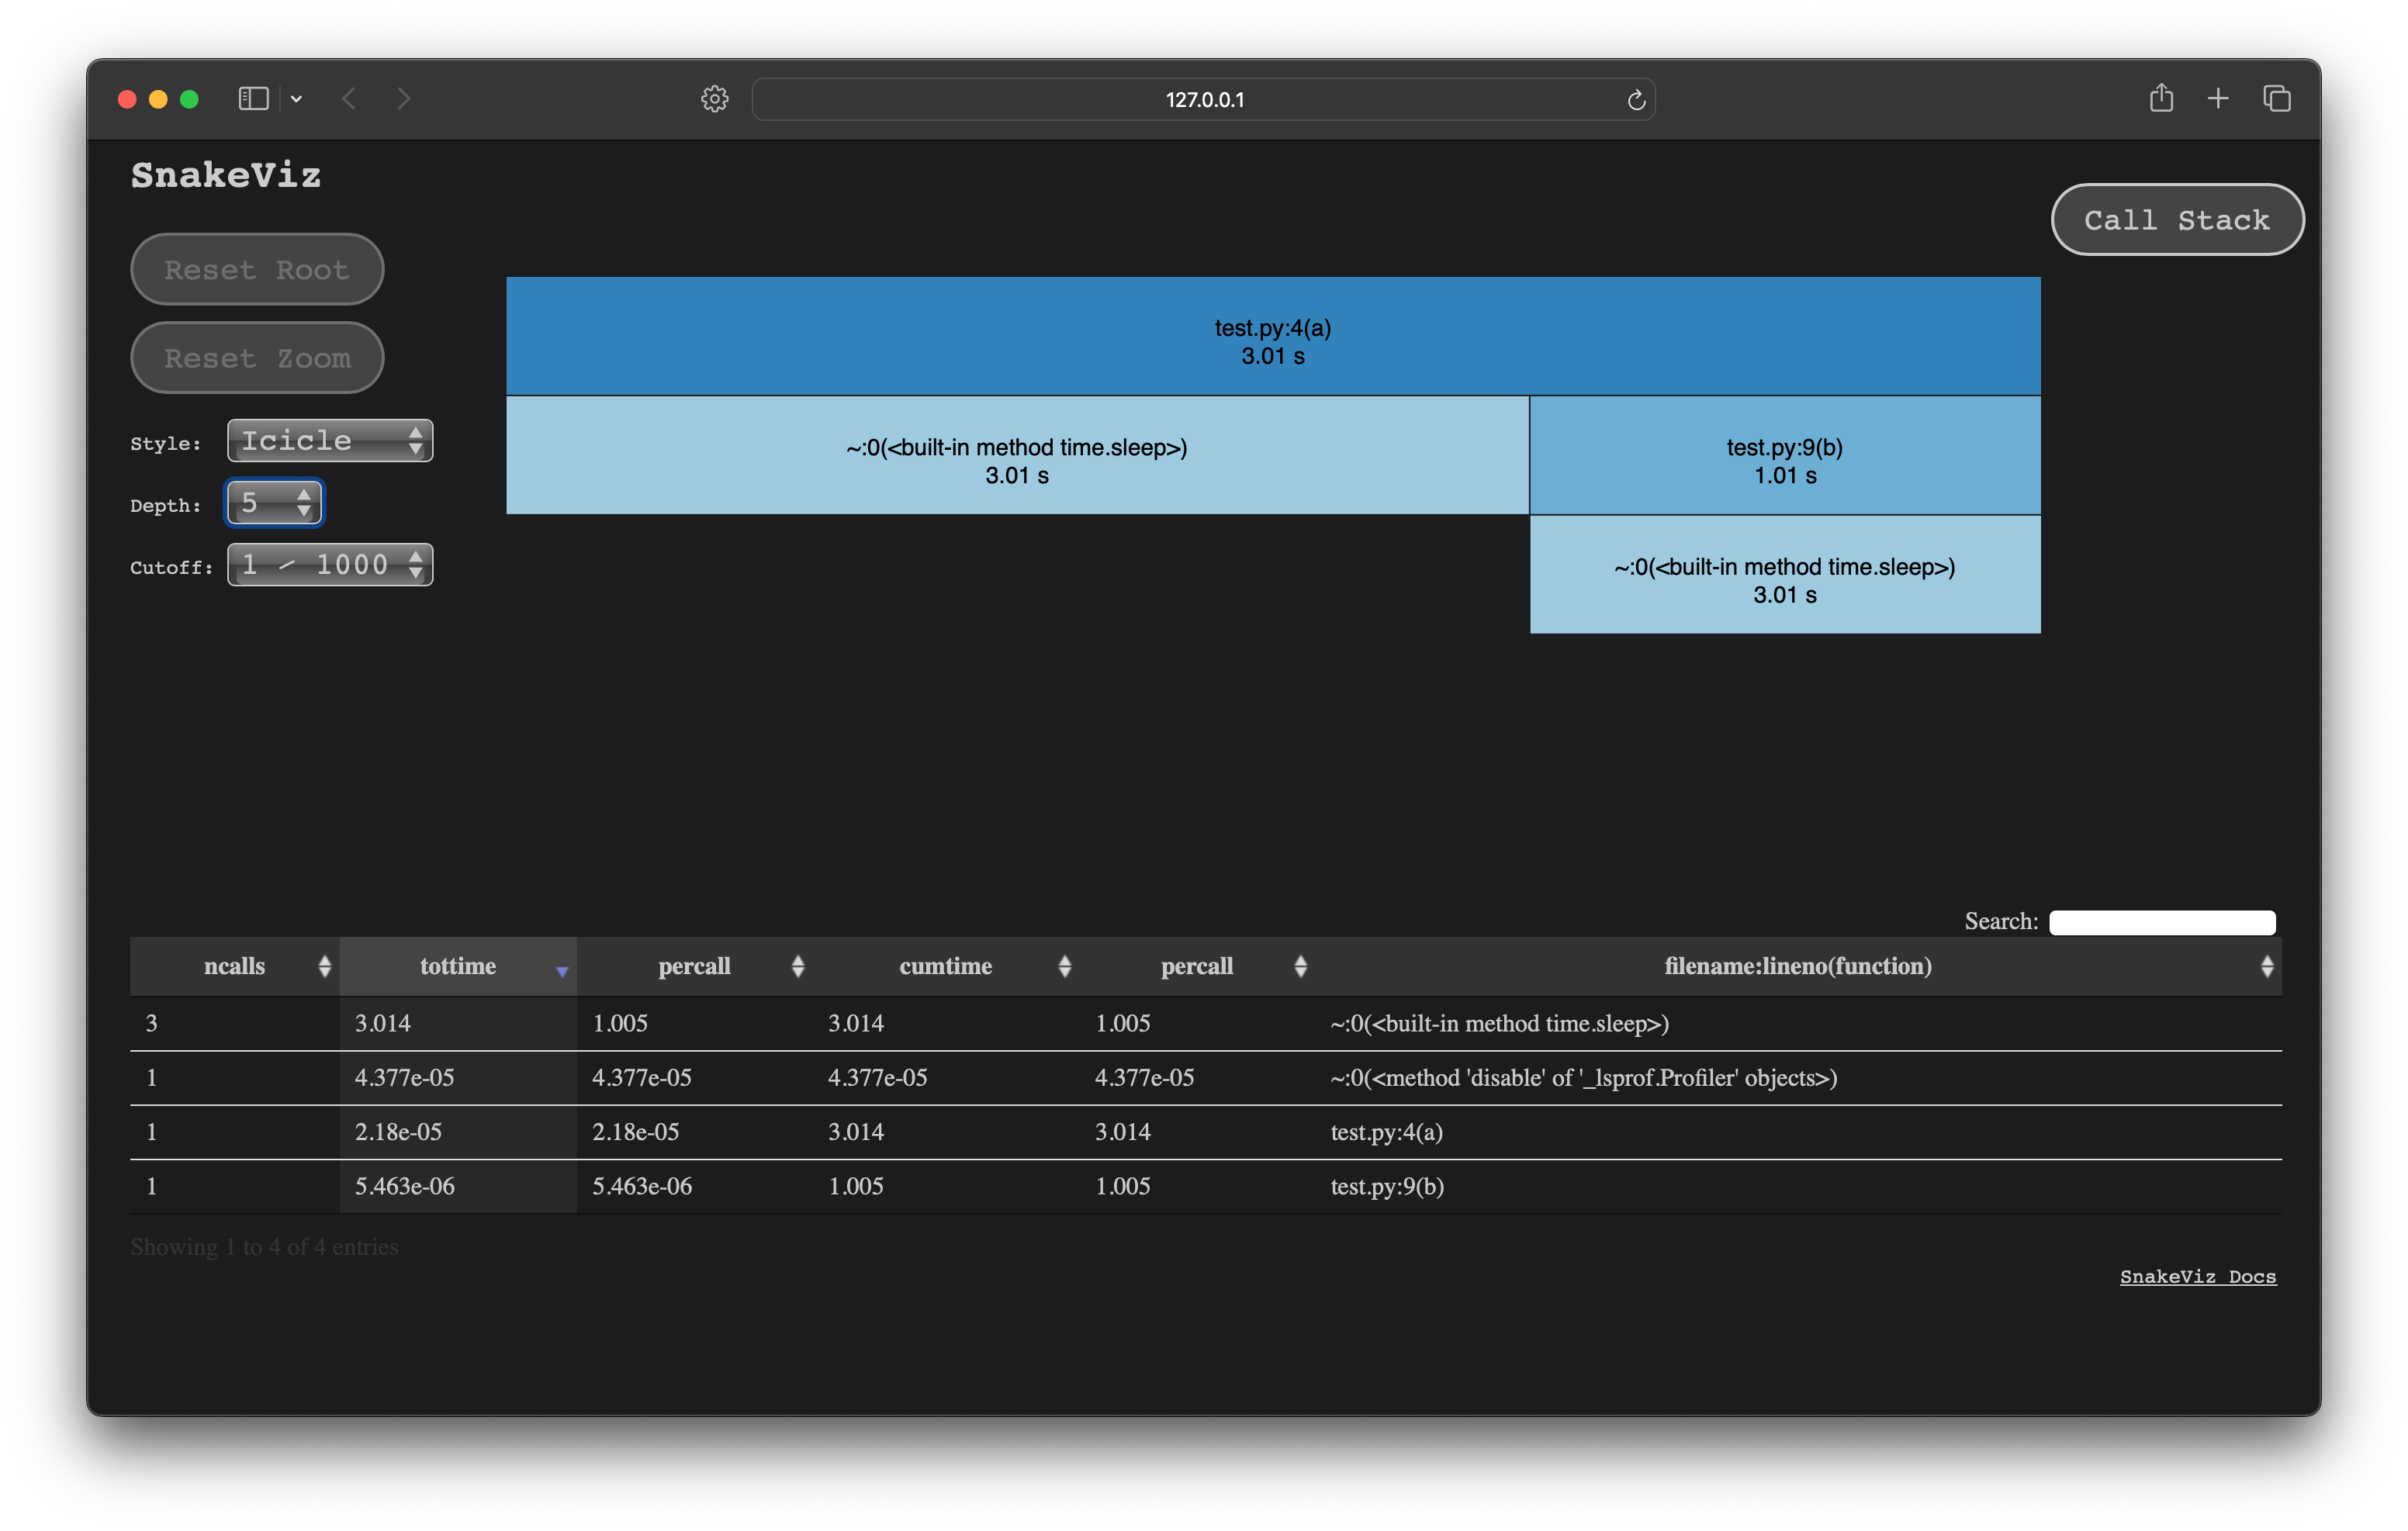 127.0.0.1
SnakeViz
Call Stack
Reset Root
Reset Zoom
Style: Icicle
Depth: 5
Cutoff: 1 / 1000
test.py:4(a)
3.01 s
~:0(<built-in method time.sleep>)
3.01 s
test.py:9(b)
1.01 s
~:0(<built-in method time.sleep>)
3.01 s
Search:
ncalls tottime percall cumtime percall filename:lineno(function)
3 3.014 1.005 3.014 1.005 ~:0(<built-in method time.sleep>)
1 4.377e-05 4.377e-05 4.377e-05 4.377e-05 ~:0(<method 'disable' of '_lsprof.Profiler' objects>)
1 2.18e-05 2.18e-05 3.014 3.014 test.py:4(a)
1 5.463e-06 5.463e-06 1.005 1.005 test.py:9(b)
Showing 1 to 4 of 4 entries
SnakeViz Docs